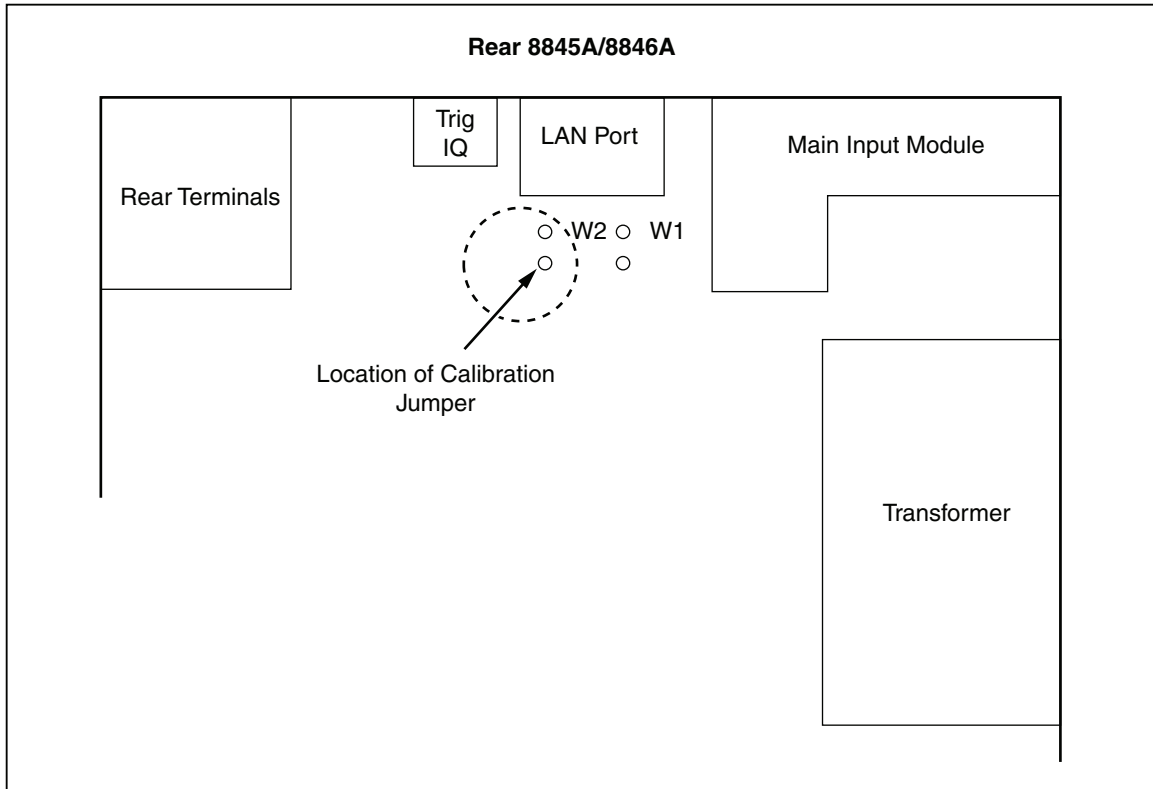 Rear 8845A/8846A
Trig
IQ
LAN Port
Main Input Module
Rear Terminals
W2
W1
Location of Calibration
Jumper
Transformer